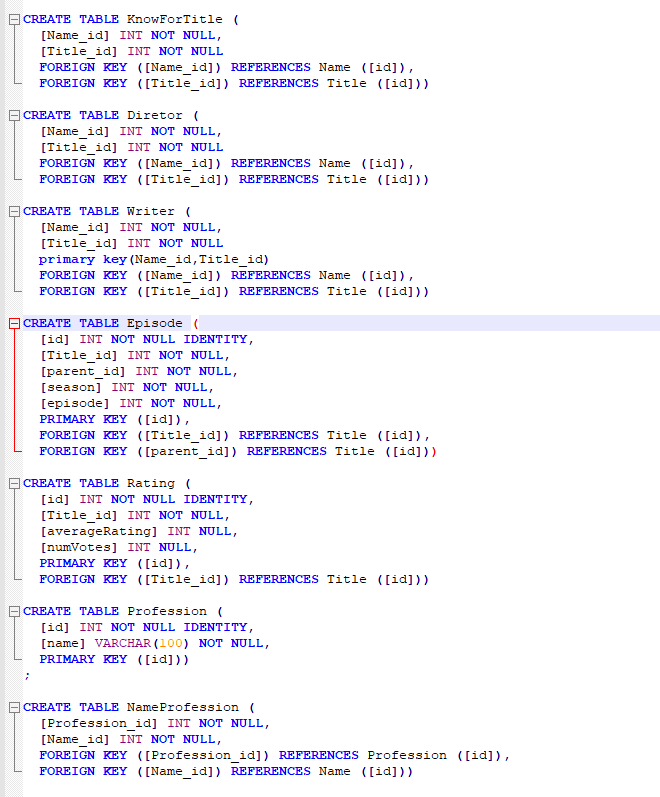 CREATE TABLE KnowForTitle (
[Name_id] INT NOT NULL,
[Title_id] INT NOT NULL
FOREIGN KEY ([Name_id]) REFERENCES Name ([id]),
FOREIGN KEY ([Title_id]) REFERENCES Title ([id]))
CREATE TABLE Diretor (
[Name_id] INT NOT NULL,
[Title_id] INT NOT NULL
FOREIGN KEY ([Name_id]) REFERENCES Name ([id]),
FOREIGN KEY ([Title_id]) REFERENCES Title ([id]))
CREATE TABLE Writer (
[Name_id] INT NOT NULL,
[Title_id] INT NOT NULL
primary key(Name_id,Title_id)
FOREIGN KEY ([Name_id]) REFERENCES Name ([id]),
FOREIGN KEY ([Title_id]) REFERENCES Title ([id]))
CREATE TABLE Episode (
[id] INT NOT NULL IDENTITY,
[Title_id] INT NOT NULL,
[parent_id] INT NOT NULL,
[season] INT NOT NULL,
[episode] INT NOT NULL,
PRIMARY KEY ([id]),
FOREIGN KEY ([Title_id]) REFERENCES Title ([id]),
FOREIGN KEY ([parent_id]) REFERENCES Title ([id]))
CREATE TABLE Rating (
[id] INT NOT NULL IDENTITY,
[Title_id] INT NOT NULL,
[averageRating] INT NULL,
[numVotes] INT NULL,
PRIMARY KEY ([id]),
FOREIGN KEY ([Title_id]) REFERENCES Title ([id]))
CREATE TABLE Profession (
[id] INT NOT NULL IDENTITY,
[name] VARCHAR(100) NOT NULL,
PRIMARY KEY ([id]))
;
CREATE TABLE NameProfession (
[Profession_id] INT NOT NULL,
[Name_id] INT NOT NULL,
FOREIGN KEY ([Profession_id]) REFERENCES Profession ([id]),
FOREIGN KEY ([Name_id]) REFERENCES Name ([id]))